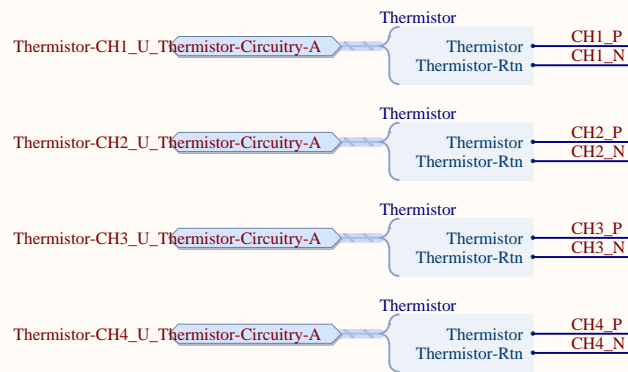 Thermistor
Thermistor-CH1_U_Thermistor-Circuitry-A
Thermistor CH1_P
Thermistor-Rtn CH1_N
Thermistor
Thermistor-CH2_U_Thermistor-Circuitry-A
Thermistor CH2_P
Thermistor-Rtn CH2_N
Thermistor
Thermistor-CH3_U_Thermistor-Circuitry-A
Thermistor CH3_P
Thermistor-Rtn CH3_N
Thermistor
Thermistor-CH4_U_Thermistor-Circuitry-A
Thermistor CH4_P
Thermistor-Rtn CH4_N